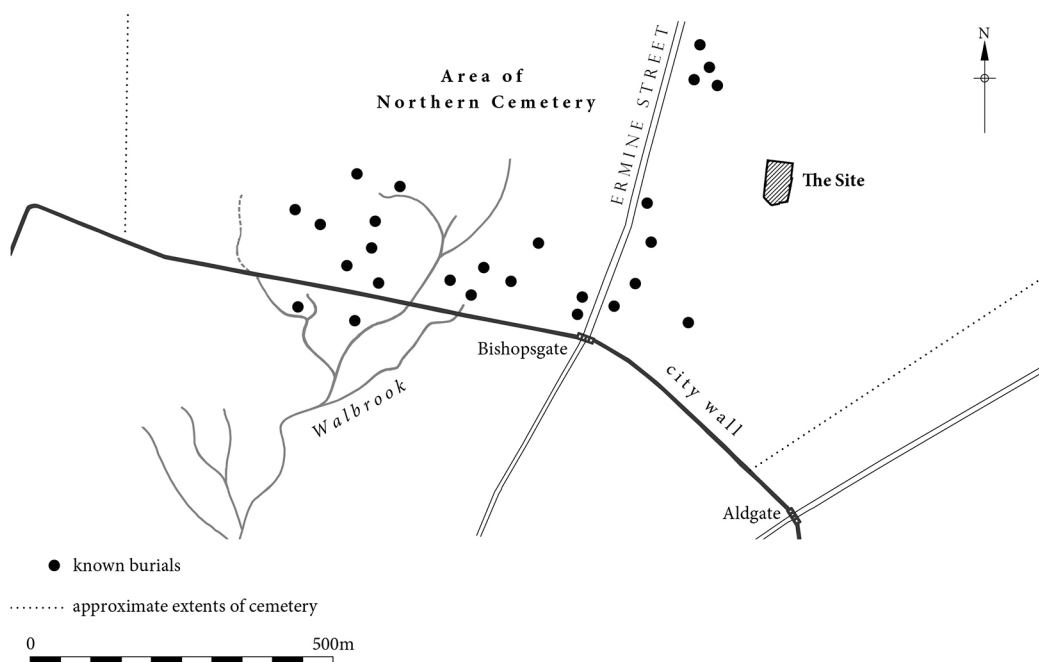 N
Area of
Northern Cemetery
ERMINE STREET
The Site
Bishopsgate
city wall
Walbrook
Aldgate
known burials
approximate extents of cemetery
0 500m